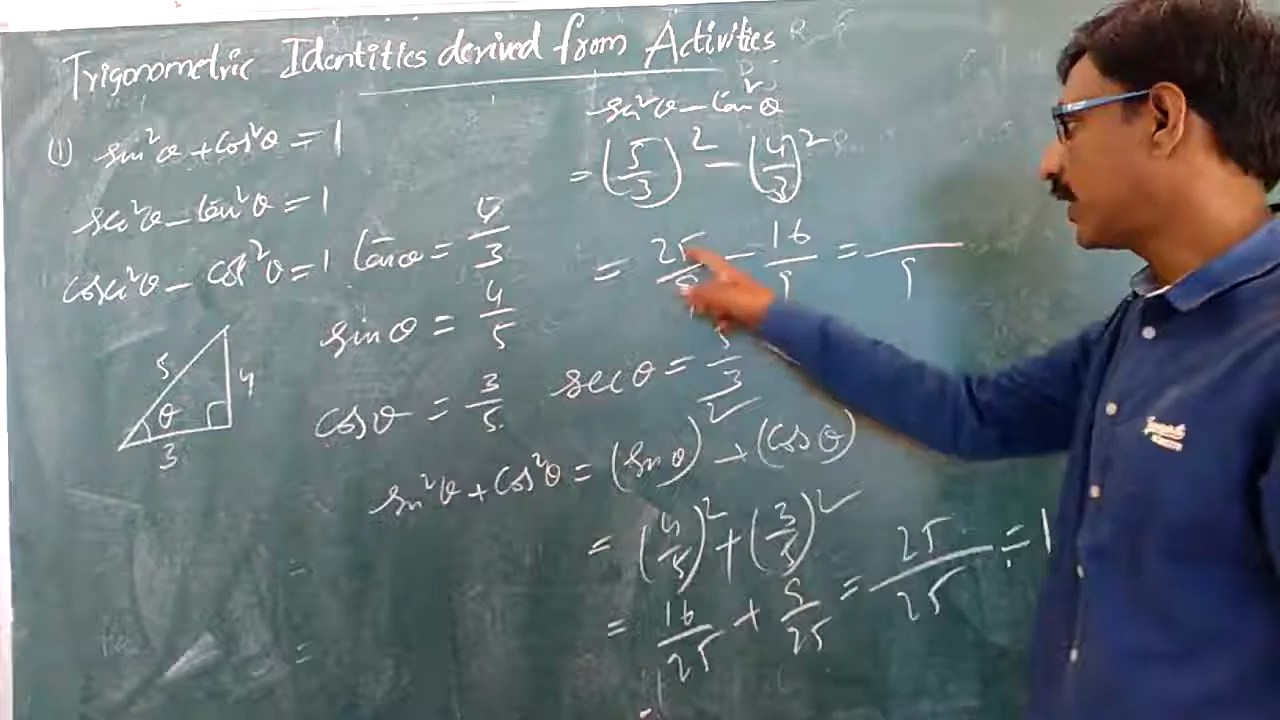 Trigonometric Identities derived from Activities
(1) sin²θ + cos²θ = 1
sec²θ - tan²θ = 1
cosec²θ - cot²θ = 1
tanθ = 4/3
sinθ = 4/5
cosθ = 3/5
secθ = 5/3
5
4
θ
3
sec²θ - tan²θ
= (5/3)² - (4/3)²
= 25/9 - 16/9 = /9
sin²θ + cos²θ = (sinθ)² + (cosθ)
= (4/5)² + (3/5)²
= 16/25 + 9/25 = 25/25 = 1